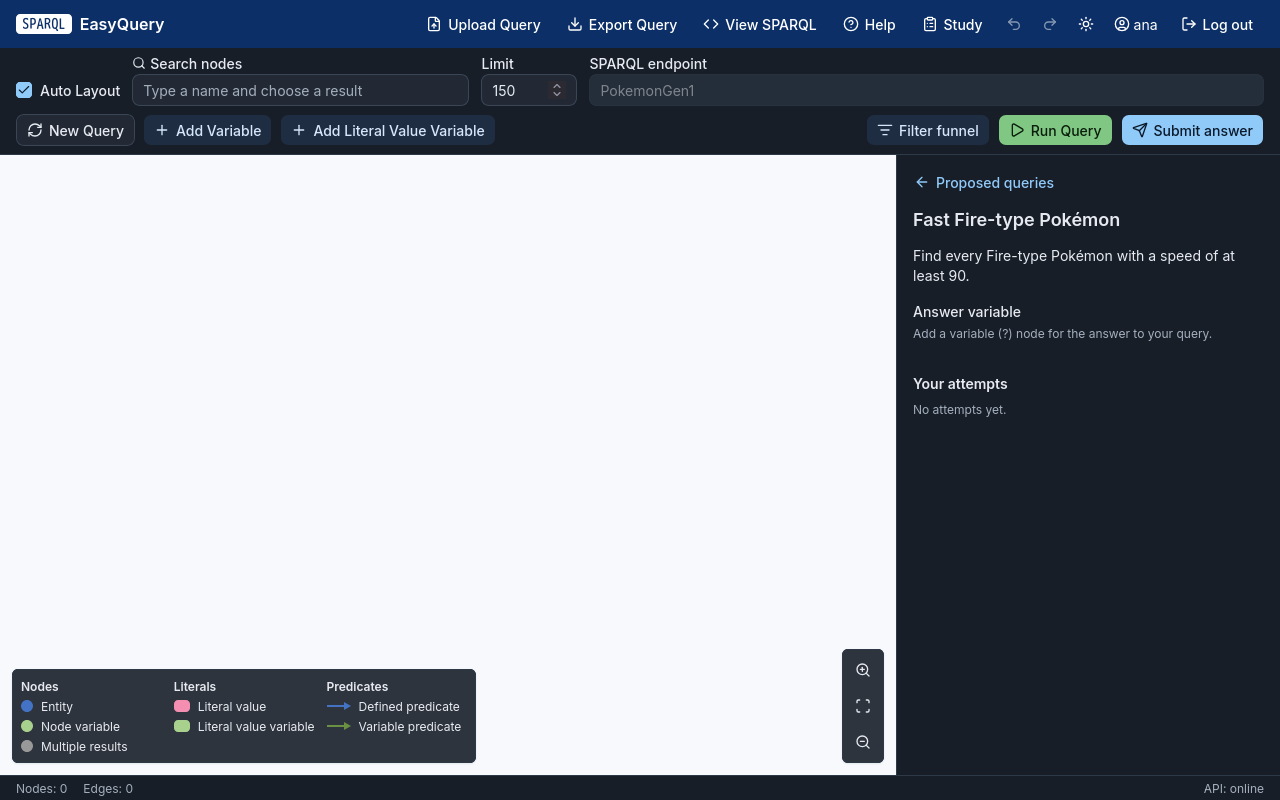 SPARQL EasyQuery
Upload Query
Export Query
View SPARQL
Help
Study
ana
Log out
Auto Layout
Search nodes
Type a name and choose a result
Limit
150
SPARQL endpoint
PokemonGen1
New Query
Add Variable
Add Literal Value Variable
Filter funnel
Run Query
Submit answer
Proposed queries
Fast Fire-type Pokémon
Find every Fire-type Pokémon with a speed of at
least 90.
Answer variable
Add a variable (?) node for the answer to your query.
Your attempts
No attempts yet.
Nodes
Entity
Node variable
Multiple results
Literals
Literal value
Literal value variable
Predicates
Defined predicate
Variable predicate
Nodes: 0
Edges: 0
API: online